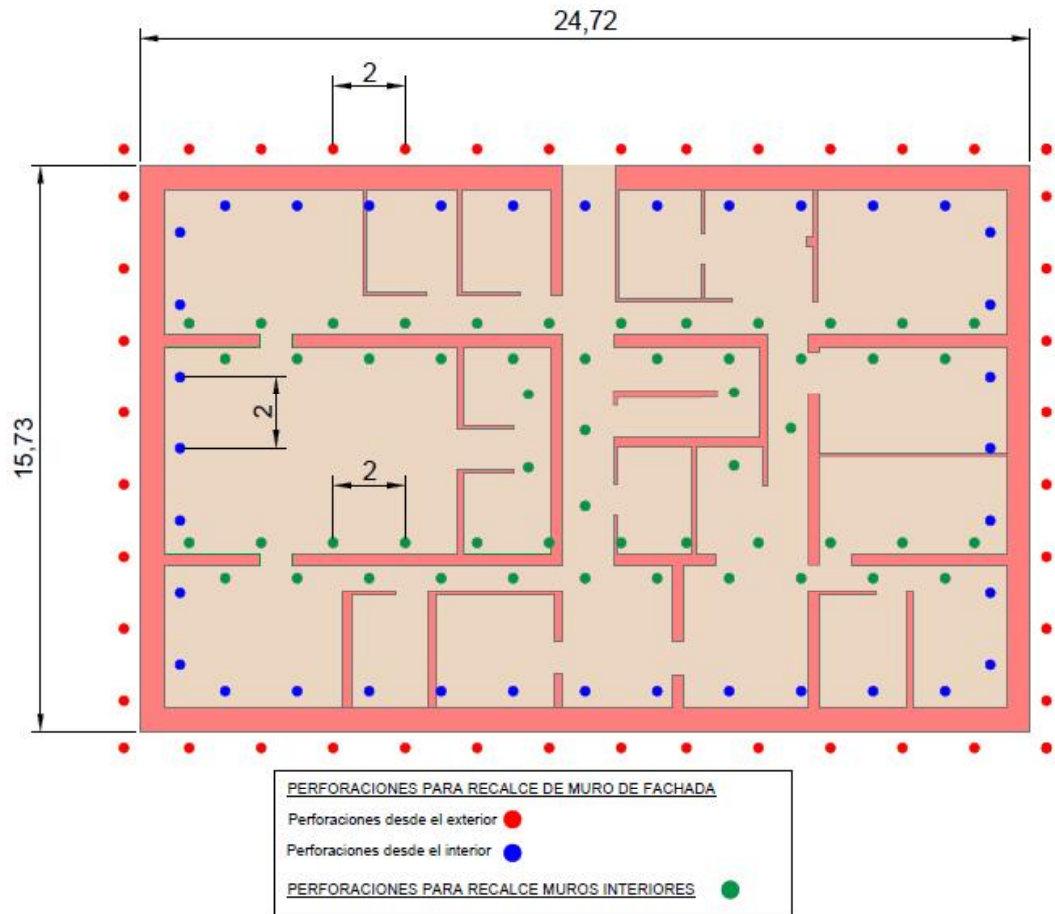 24,72
2
15,73
2
2
PERFORACIONES PARA RECALCE DE MURO DE FACHADA
Perforaciones desde el exterior
Perforaciones desde el interior
PERFORACIONES PARA RECALCE MUROS INTERIORES